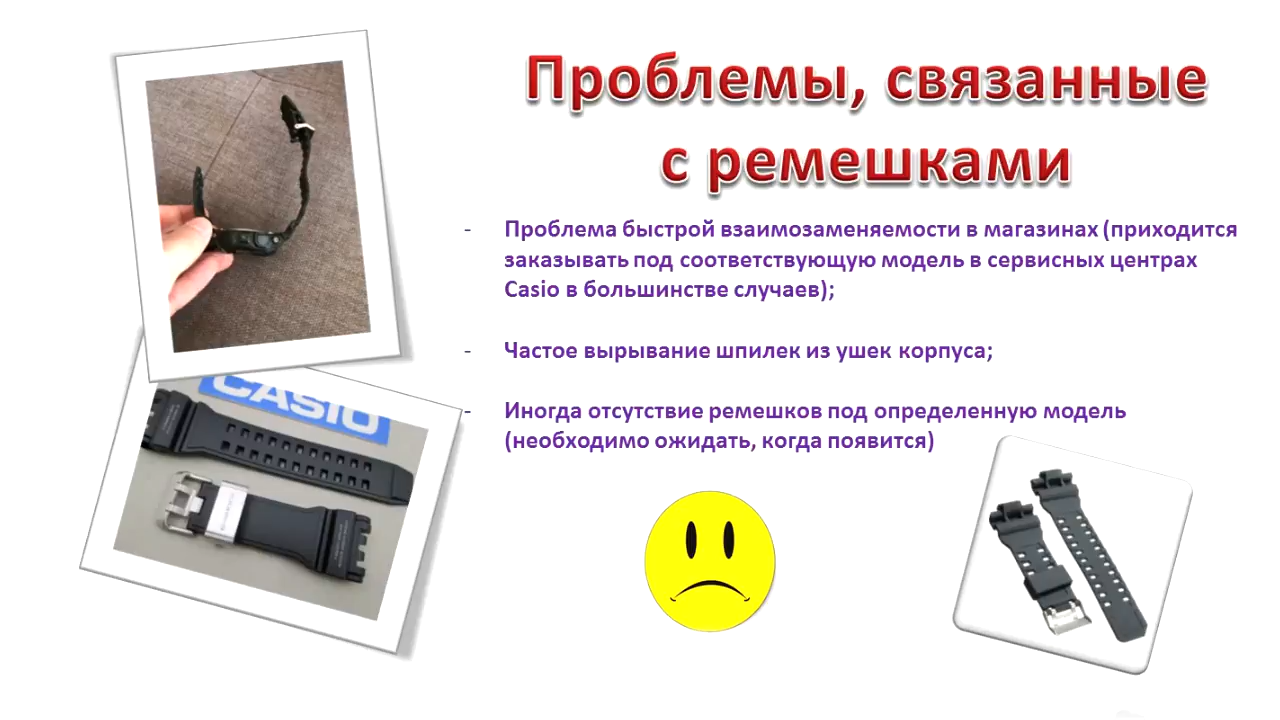 Проблемы, связанные
с ремешками
- Проблема быстрой взаимозаменяемости в магазинах (приходится
заказывать под соответствующую модель в сервисных центрах
Casio в большинстве случаев);
- Частое вырывание шпилек из ушек корпуса;
- Иногда отсутствие ремешков под определенную модель
(необходимо ожидать, когда появится)
CASIO